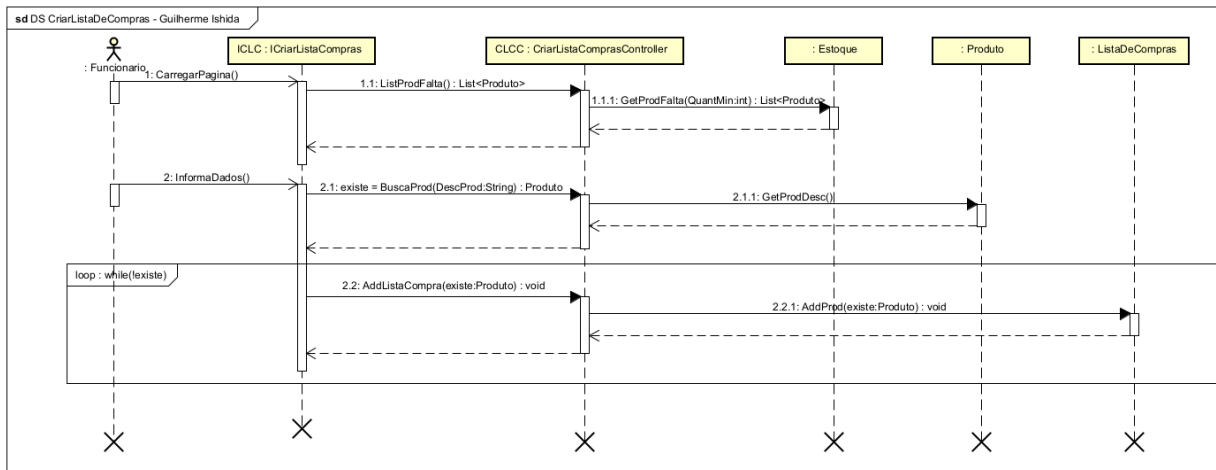 sd DS CriarListaDeCompras - Guilherme Ishida
: Funcionario
ICLC : ICriarListaCompras
CLCC : CriarListaComprasController
: Estoque
: Produto
: ListaDeCompras
1: CarregarPagina()
1.1: ListProdFalta() : List<Produto>
1.1.1: GetProdFalta(QuantMin:int) : List<Produto>
2: InformaDados()
2.1: existe = BuscaProd(DescProd:String) : Produto
2.1.1: GetProdDesc()
loop : while(!existe)
2.2: AddListaCompra(existe:Produto) : void
2.2.1: AddProd(existe:Produto) : void